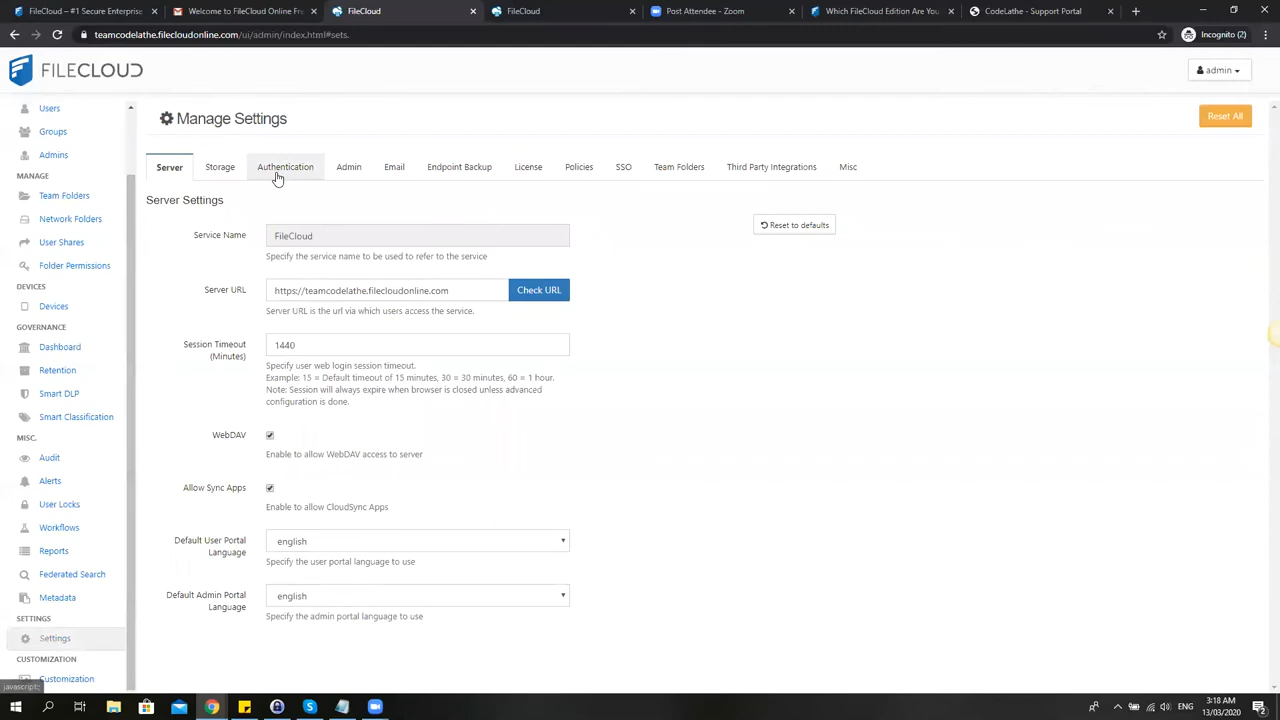 FileCloud – #1 Secure Enterprise
Welcome to FileCloud Online Fre
FileCloud
FileCloud
Post Attendee - Zoom
Which FileCloud Edition Are You
CodeLathe - Support Portal
teamcodelathe.filecloudonline.com/ui/admin/index.html#sets.
Incognito (2)
FILECLOUD
admin
Users
Groups
Admins
MANAGE
Team Folders
Network Folders
User Shares
Folder Permissions
DEVICES
Devices
GOVERNANCE
Dashboard
Retention
Smart DLP
Smart Classification
MISC.
Audit
Alerts
User Locks
Workflows
Reports
Federated Search
Metadata
SETTINGS
Settings
CUSTOMIZATION
Customization
javascript:;
Manage Settings
Reset All
Server Storage Authentication Admin Email Endpoint Backup License Policies SSO Team Folders Third Party Integrations Misc
Server Settings
Reset to defaults
Service Name
FileCloud
Specify the service name to be used to refer to the service
Server URL
https://teamcodelathe.filecloudonline.com
Check URL
Server URL is the url via which users access the service.
Session Timeout
(Minutes)
1440
Specify user web login session timeout.
Example: 15 = Default timeout of 15 minutes, 30 = 30 minutes, 60 = 1 hour.
Note: Session will always expire when browser is closed unless advanced
configuration is done.
WebDAV
Enable to allow WebDAV access to server
Allow Sync Apps
Enable to allow CloudSync Apps
Default User Portal
Language
english
Specify the user portal language to use
Default Admin Portal
Language
english
Specify the admin portal language to use
ENG
3:18 AM
13/03/2020
2